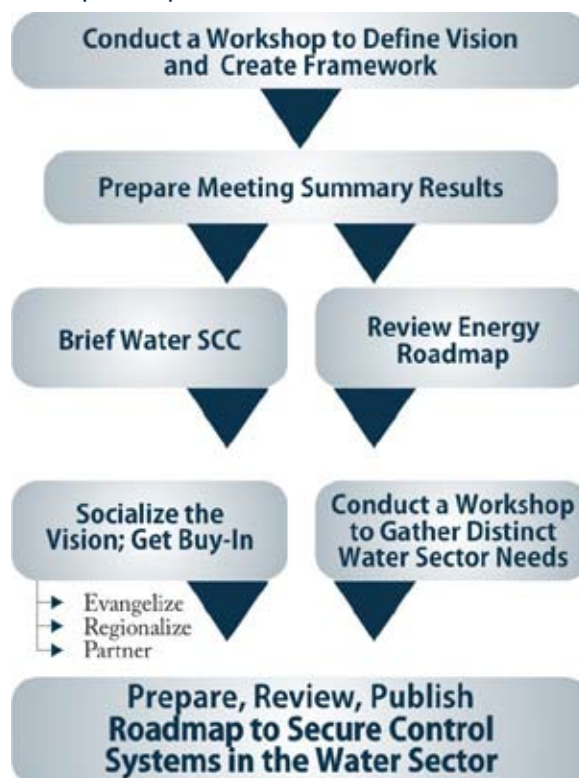 Conduct a Workshop to Define Vision
and Create Framework
Prepare Meeting Summary Results
Brief Water SCC
Review Energy
Roadmap
Socialize the
Vision; Get Buy-In
Evangelize
Regionalize
Partner
Conduct a Workshop
to Gather Distinct
Water Sector Needs
Prepare, Review, Publish
Roadmap to Secure Control
Systems in the Water Sector